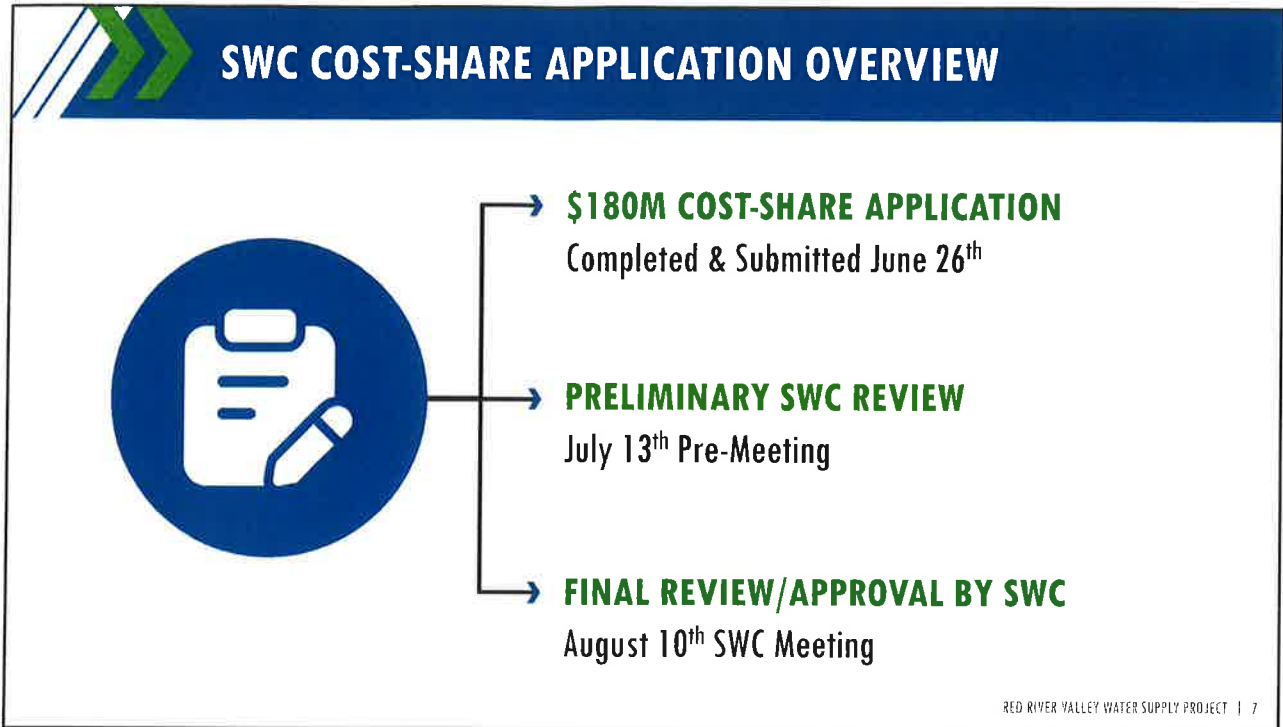 SWC COST-SHARE APPLICATION OVERVIEW
$180M COST-SHARE APPLICATION
Completed & Submitted June 26th
PRELIMINARY SWC REVIEW
July 13th Pre-Meeting
FINAL REVIEW/APPROVAL BY SWC
August 10th SWC Meeting
RED RIVER VALLEY WATER SUPPLY PROJECT | 7